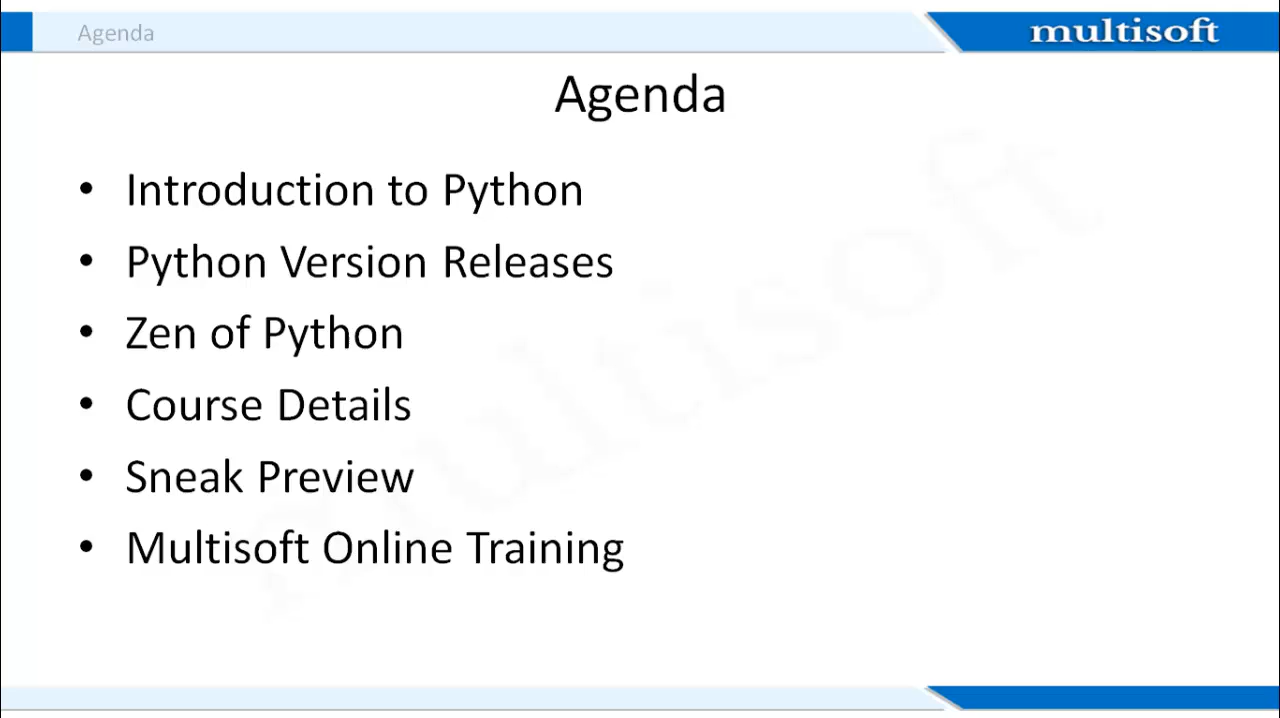 Agenda
multisoft
Agenda
• Introduction to Python
• Python Version Releases
• Zen of Python
• Course Details
• Sneak Preview
• Multisoft Online Training
multisoft